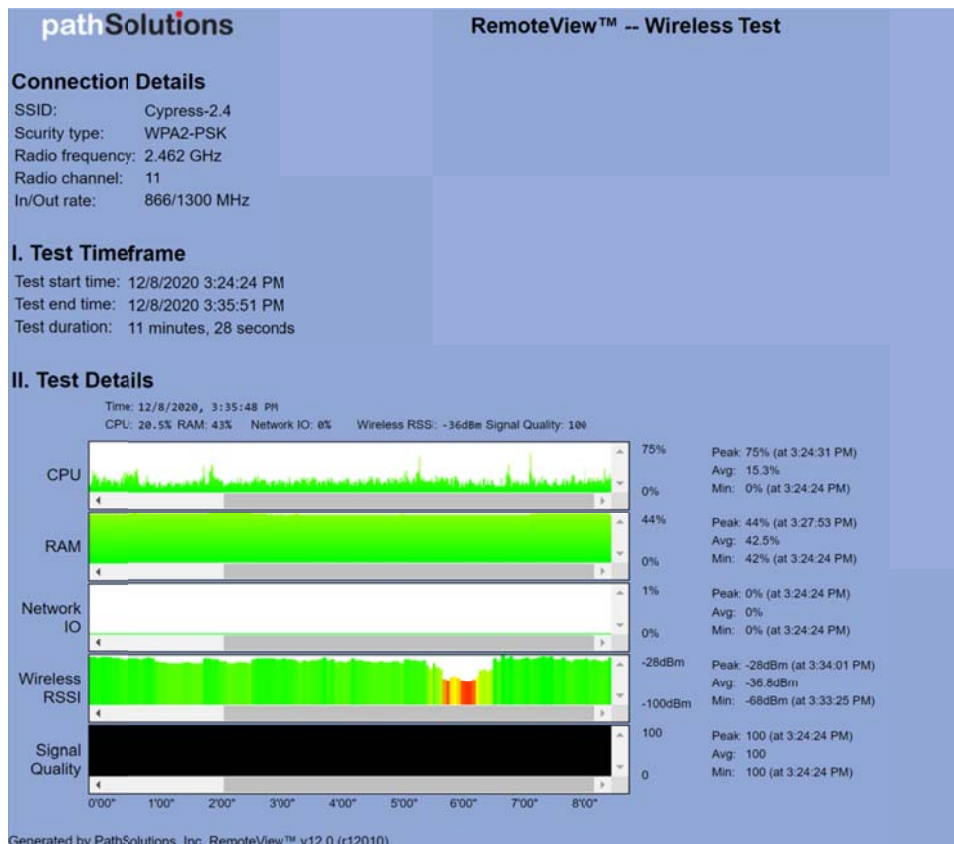 pathSolutions
RemoteView™ -- Wireless Test
Connection Details
SSID: Cypress-2.4
Scurity type: WPA2-PSK
Radio frequency: 2.462 GHz
Radio channel: 11
In/Out rate: 866/1300 MHz
I. Test Timeframe
Test start time: 12/8/2020 3:24:24 PM
Test end time: 12/8/2020 3:35:51 PM
Test duration: 11 minutes, 28 seconds
II. Test Details
Time: 12/8/2020, 3:35:48 PM
CPU: 20.5% RAM: 43% Network IO: 0% Wireless RSSI: -36dBm Signal Quality: 100
CPU
75%
0%
Peak: 75% (at 3:24:31 PM)
Avg: 15.3%
Min: 0% (at 3:24:24 PM)
RAM
44%
0%
Peak: 44% (at 3:27:53 PM)
Avg: 42.5%
Min: 42% (at 3:24:24 PM)
Network
IO
1%
0%
Peak: 0% (at 3:24:24 PM)
Avg: 0%
Min: 0% (at 3:24:24 PM)
Wireless
RSSI
-28dBm
-100dBm
Peak: -28dBm (at 3:34:01 PM)
Avg: -36.8dBm
Min: -68dBm (at 3:33:25 PM)
Signal
Quality
100
0
Peak: 100 (at 3:24:24 PM)
Avg: 100
Min: 100 (at 3:24:24 PM)
0'00" 1'00" 2'00" 3'00" 4'00" 5'00" 6'00" 7'00" 8'00"
Generated by PathSolutions, Inc. RemoteView™ v12.0 (r12010)